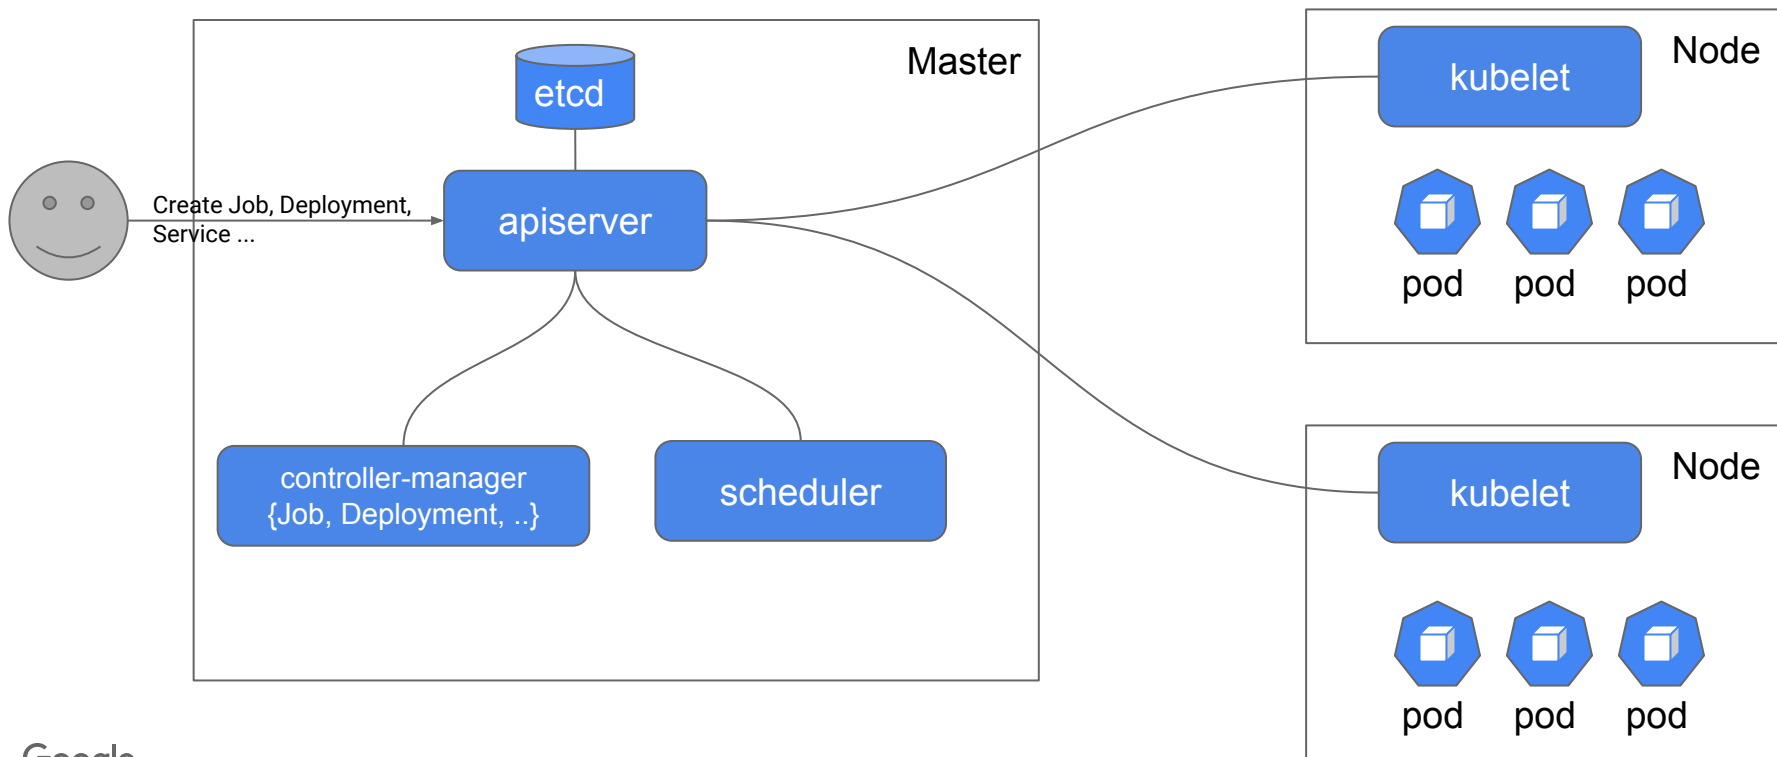 Master
etcd
Create Job, Deployment,
Service ...
apiserver
controller-manager
{Job, Deployment, ..}
scheduler
Node
kubelet
pod pod pod
Node
kubelet
pod pod pod
Google